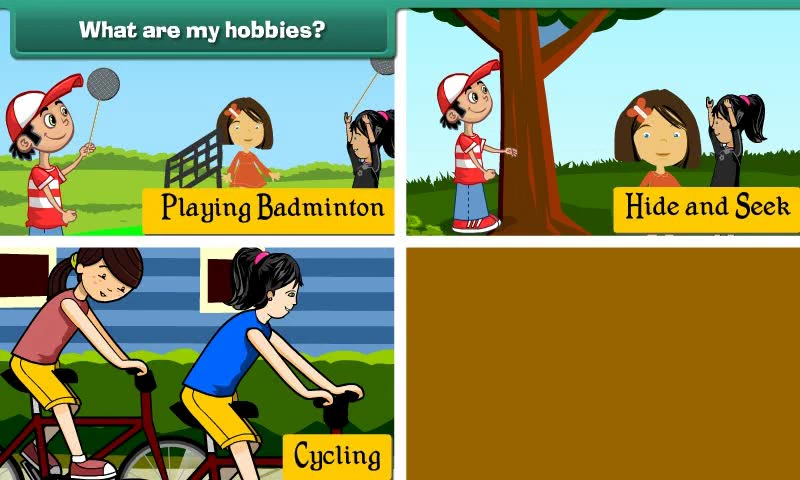 What are my hobbies?
Playing Badminton
Hide and Seek
Cycling